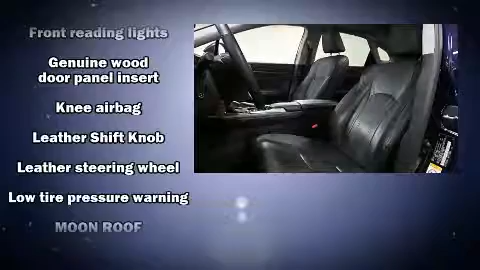 Front reading lights
Genuine wood
door panel insert
Knee airbag
Leather Shift Knob
Leather steering wheel
Low tire pressure warning
MOON ROOF